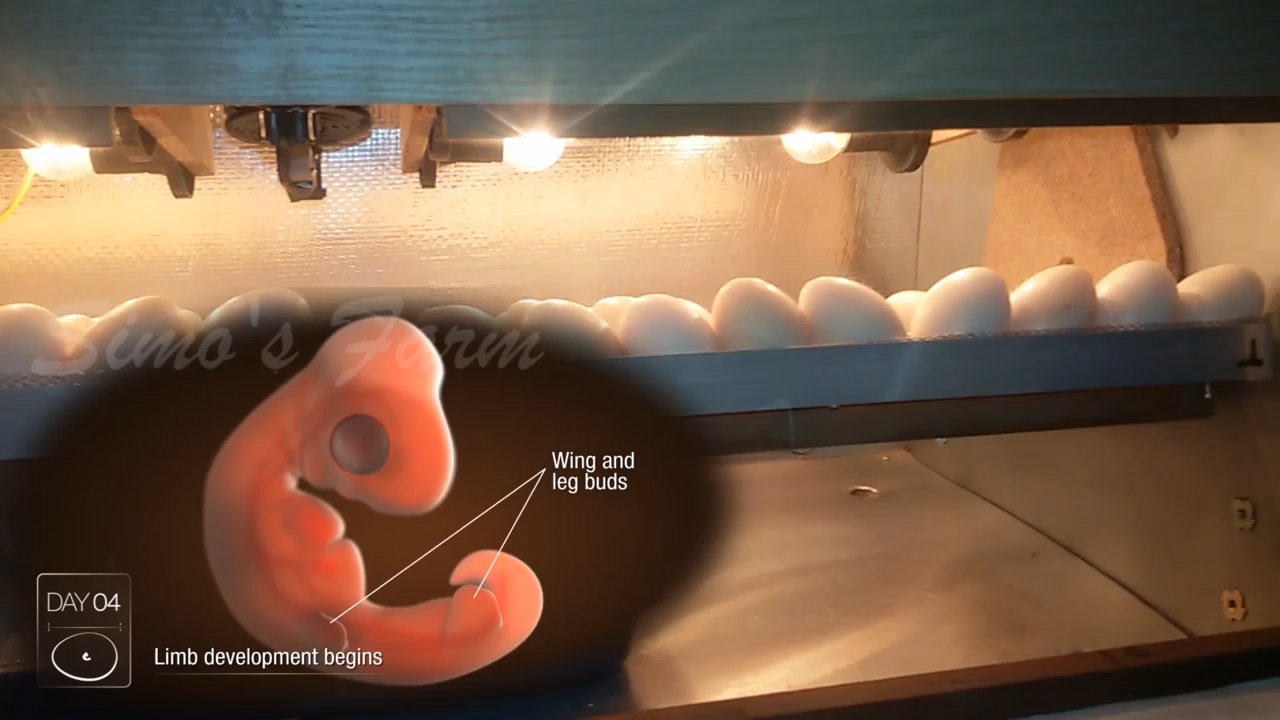 Simo's Farm
Wing and
leg buds
DAY 04
Limb development begins